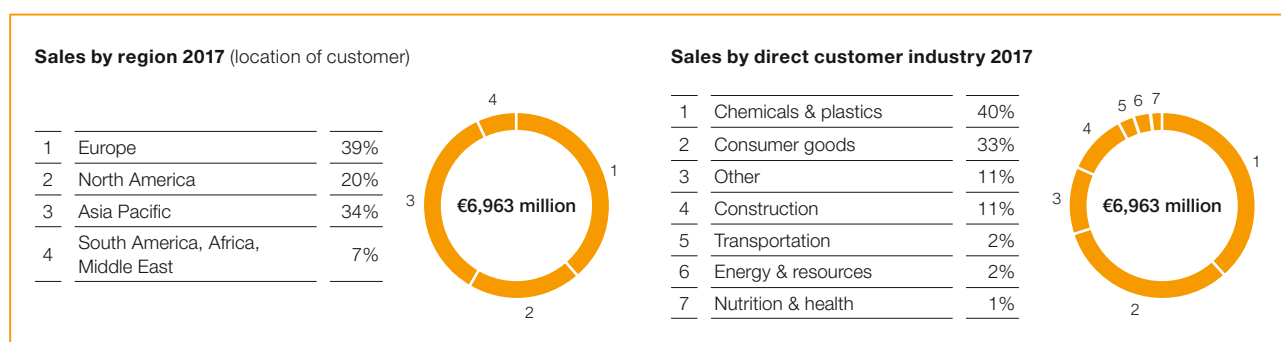 Sales by region 2017 (location of customer)
1 Europe 39%
2 North America 20%
3 Asia Pacific 34%
4 South America, Africa,
Middle East 7%
4
1
3
€6,963 million
2
Sales by direct customer industry 2017
1 Chemicals & plastics 40%
2 Consumer goods 33%
3 Other 11%
4 Construction 11%
5 Transportation 2%
6 Energy & resources 2%
7 Nutrition & health 1%
5 6 7
4
1
3
€6,963 million
2